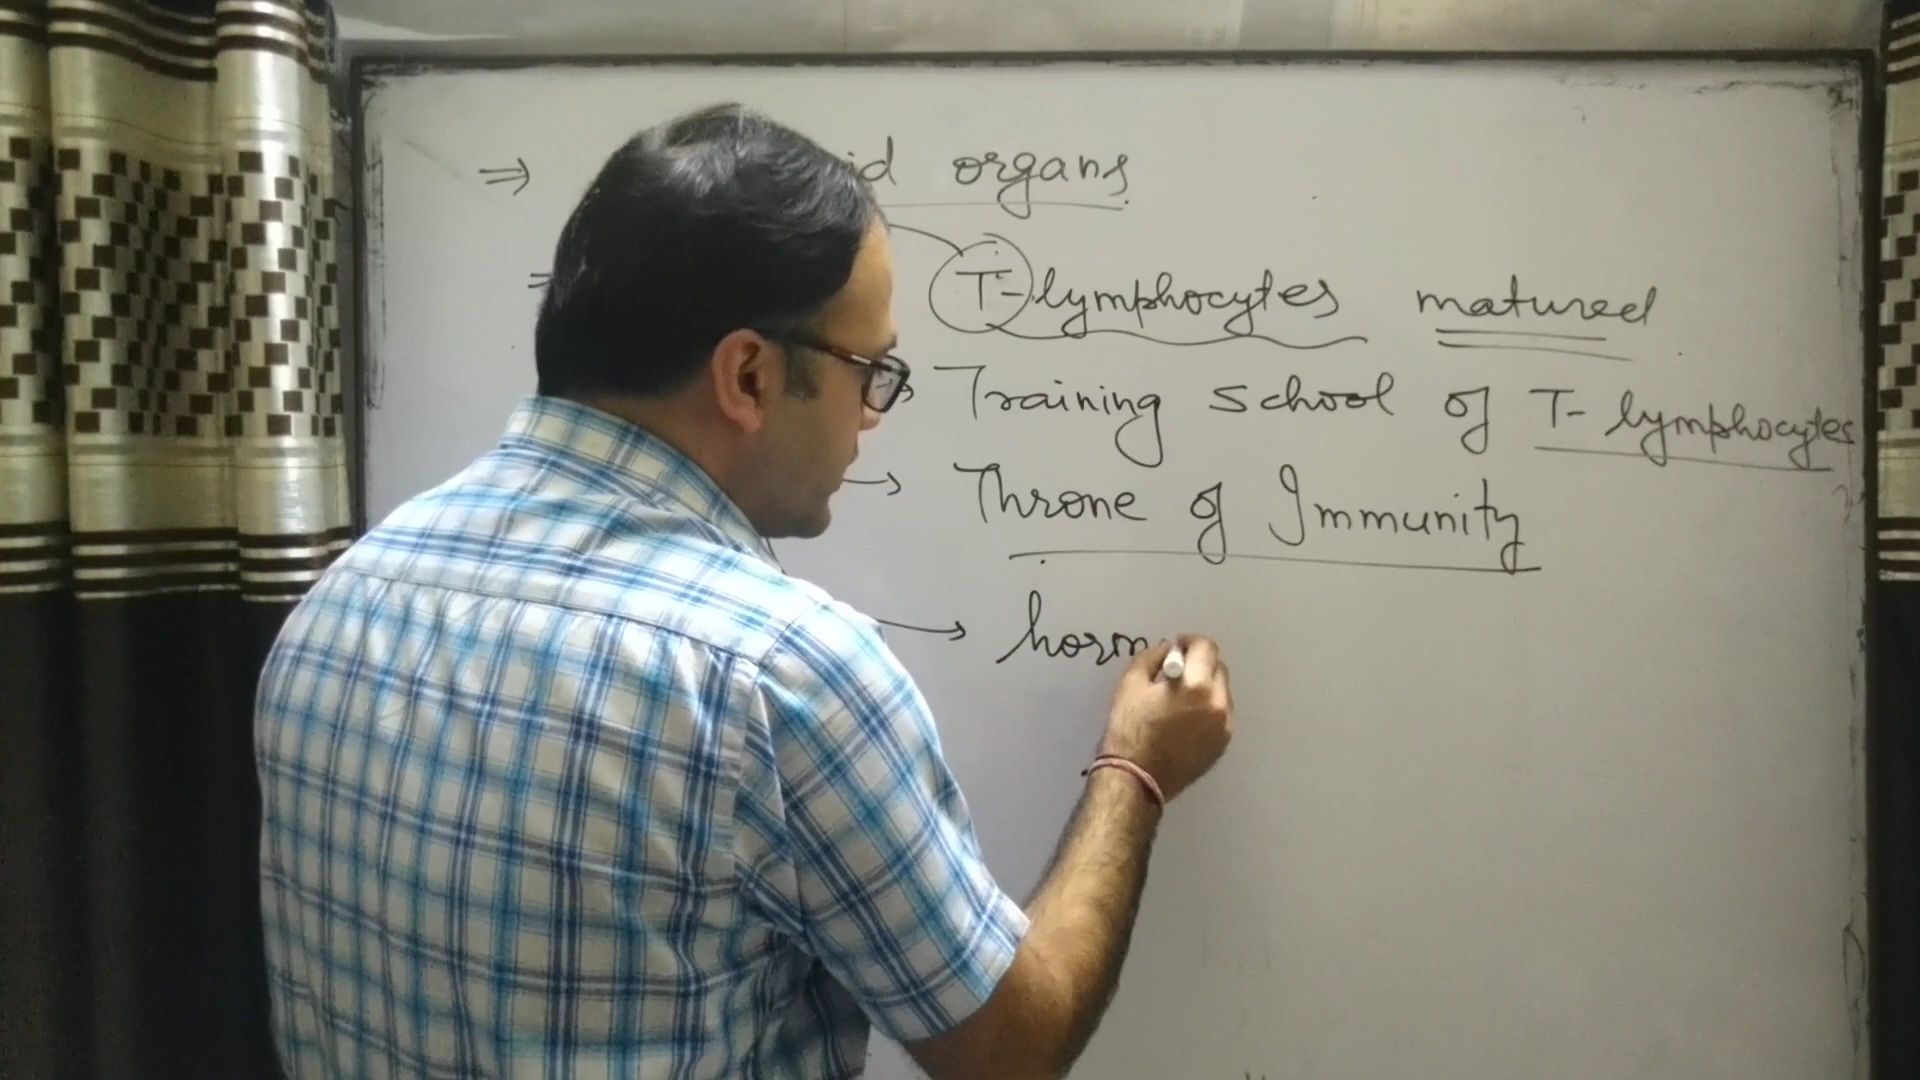 ⇒ id organs
T-lymphocytes matured
Training school of T-lymphocytes
→ Throne of Immunity
→ horm